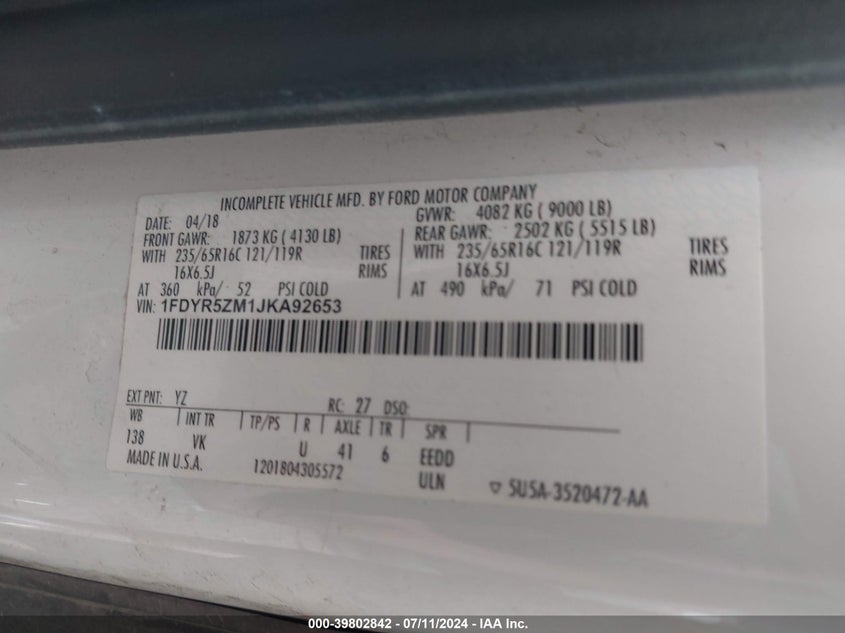 INCOMPLETE VEHICLE MFD. BY FORD MOTOR COMPANY
DATE: 04/18 GVWR: 4082 KG ( 9000 LB)
FRONT GAWR: 1873 KG ( 4130 LB) REAR GAWR: 2502 KG ( 5515 LB)
WITH 235/65R16C 121/119R TIRES WITH 235/65R16C 121/119R TIRES
16X6.5J RIMS 16X6.5J RIMS
AT 360 kPa/ 52 PSI COLD AT 490 kPa/ 71 PSI COLD
VIN: 1FDYR5ZM1JKA92653
EXT PNT: YZ RC: 27 DSO:
WB INT TR TP/PS R AXLE TR SPR
138 VK U 41 6 EEDD
MADE IN U.S.A. 1201804305572 ULN ▽ 5U5A-3520472-AA
000-39802842 - 07/11/2024 - IAA Inc.